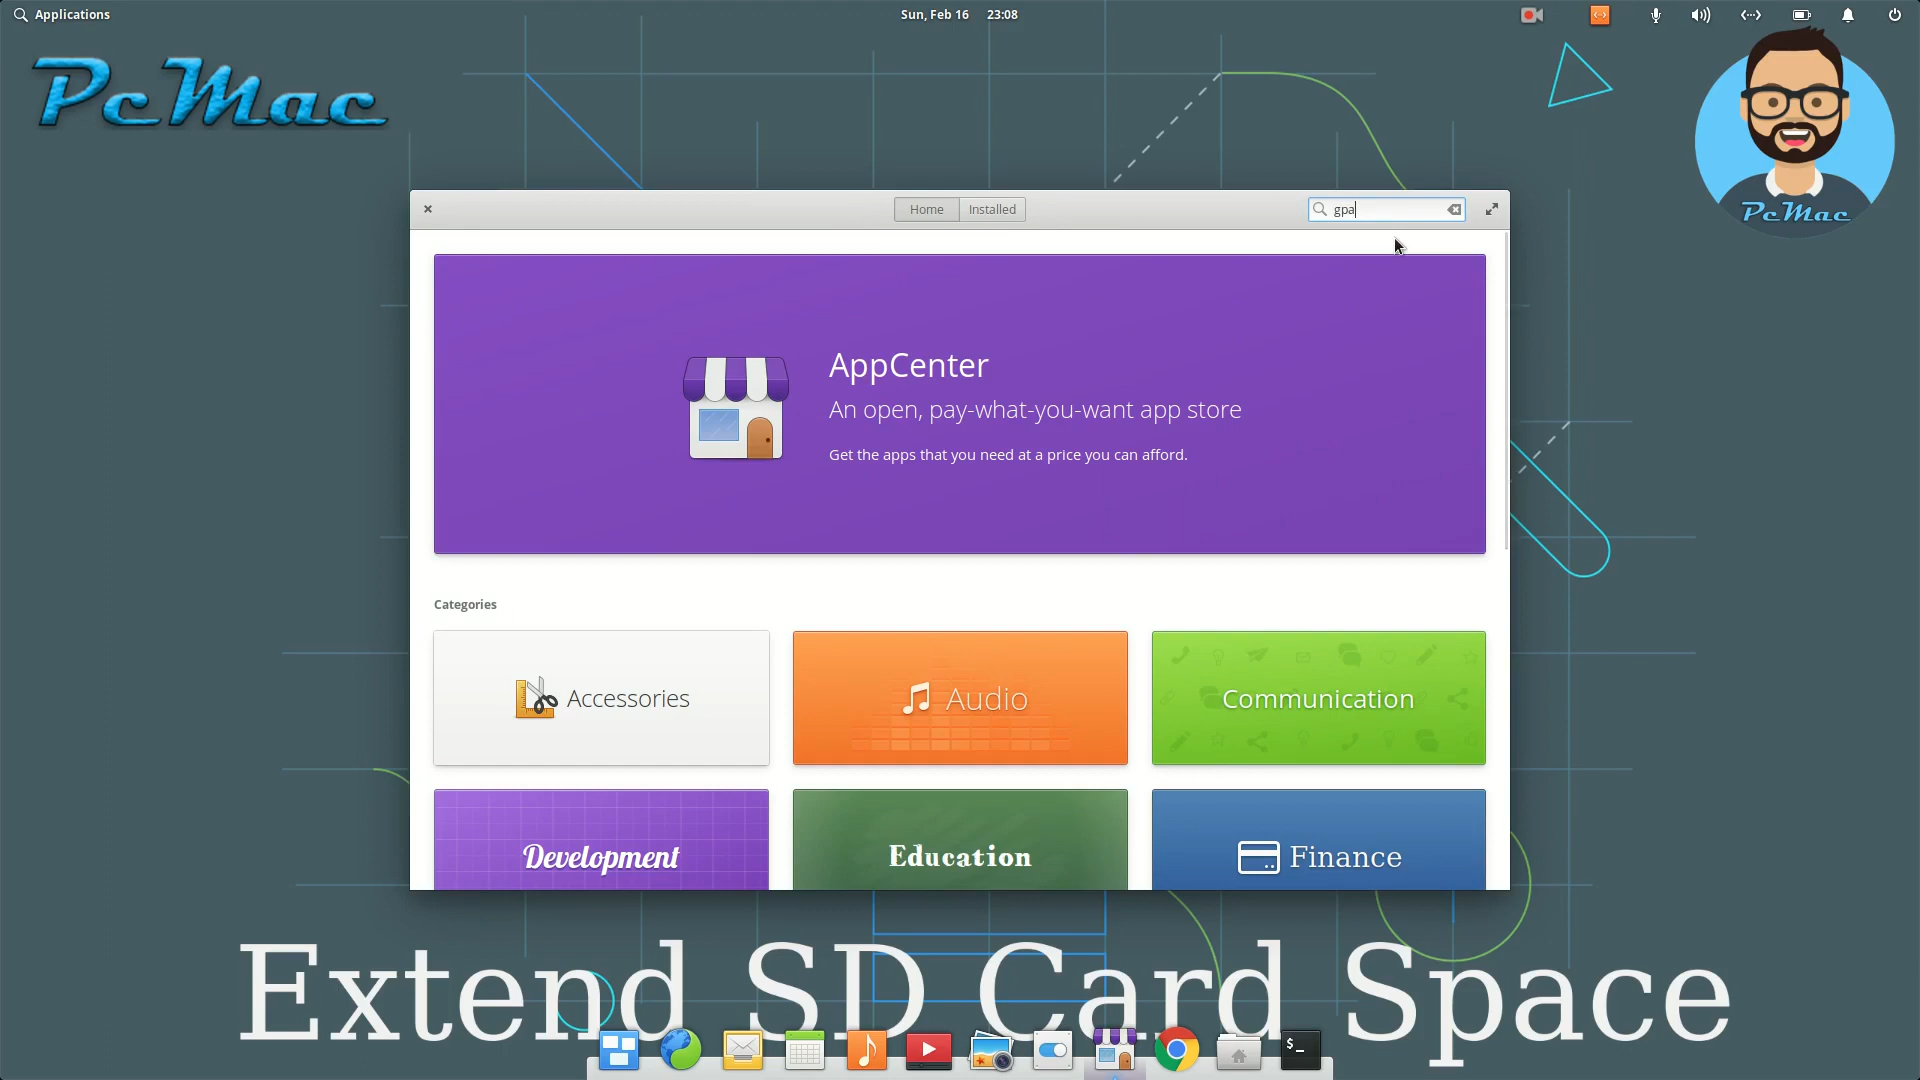 Applications
Sun, Feb 16 23:08
PcMac
PcMac
Home
Installed
gpa
AppCenter
An open, pay-what-you-want app store
Get the apps that you need at a price you can afford.
Categories
Accessories
Audio
Communication
Development
Education
Finance
Extend SD Card Space
$_